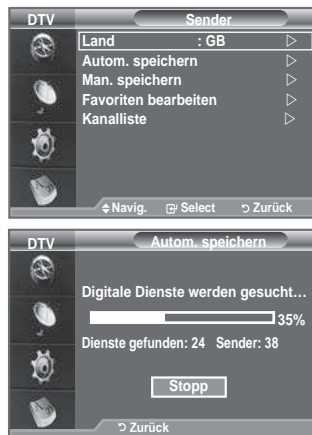 DTV Sender
Land : GB
Autom. speichern
Man. speichern
Favoriten bearbeiten
Kanalliste
Navig. Select Zurück
DTV Autom. speichern
Digitale Dienste werden gesucht…
35%
Dienste gefunden: 24 Sender: 38
Stopp
Zurück